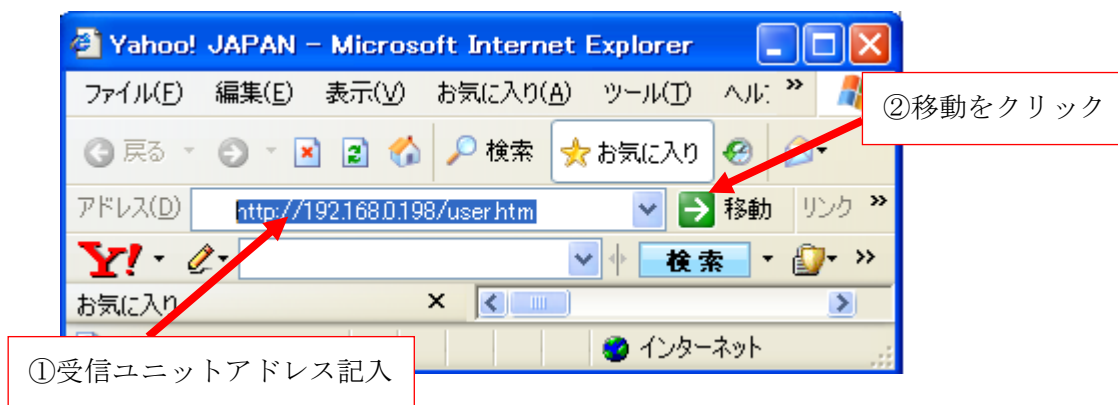 Yahoo! JAPAN - Microsoft Internet Explorer
ファイル(F) 編集(E) 表示(V) お気に入り(A) ツール(T) ヘル »
②移動をクリック
戻る 検索 お気に入り
アドレス(D) http://192.168.0.198/user.htm 移動 リンク »
Y! 検索 »
お気に入り ×
インターネット
①受信ユニットアドレス記入